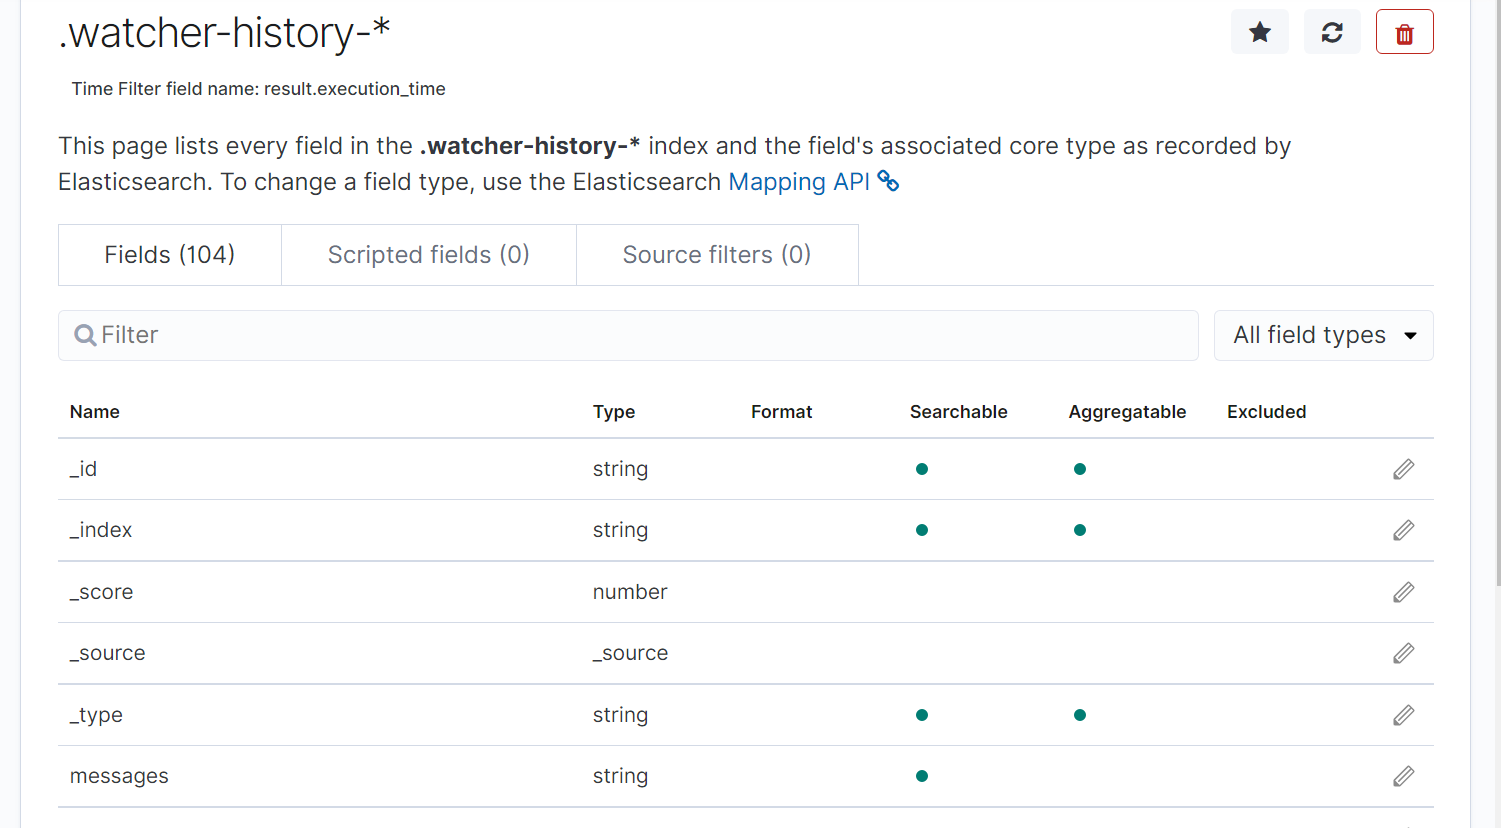 .watcher-history-*
Time Filter field name: result.execution_time
This page lists every field in the .watcher-history-* index and the field's associated core type as recorded by
Elasticsearch. To change a field type, use the Elasticsearch Mapping API
Fields (104) Scripted fields (0) Source filters (0)
Filter All field types
Name Type Format Searchable Aggregatable Excluded
_id string
_index string
_score number
_source _source
_type string
messages string